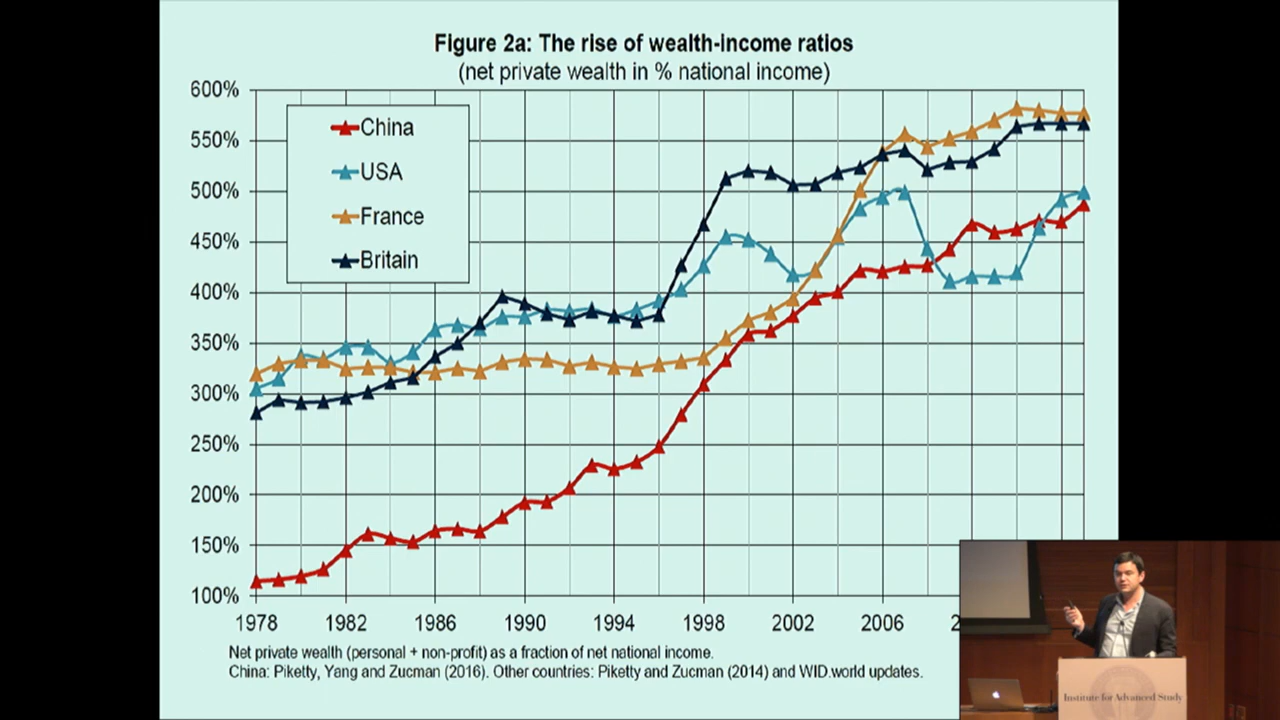 Figure 2a: The rise of wealth-income ratios
(net private wealth in % national income)
600%
550%
500%
450%
400%
350%
300%
250%
200%
150%
100%
China
USA
France
Britain
1978 1982 1986 1990 1994 1998 2002 2006 2
Net private wealth (personal + non-profit) as a fraction of net national income.
China: Piketty, Yang and Zucman (2016). Other countries: Piketty and Zucman (2014) and WID.world updates.
Institute for Advanced Study